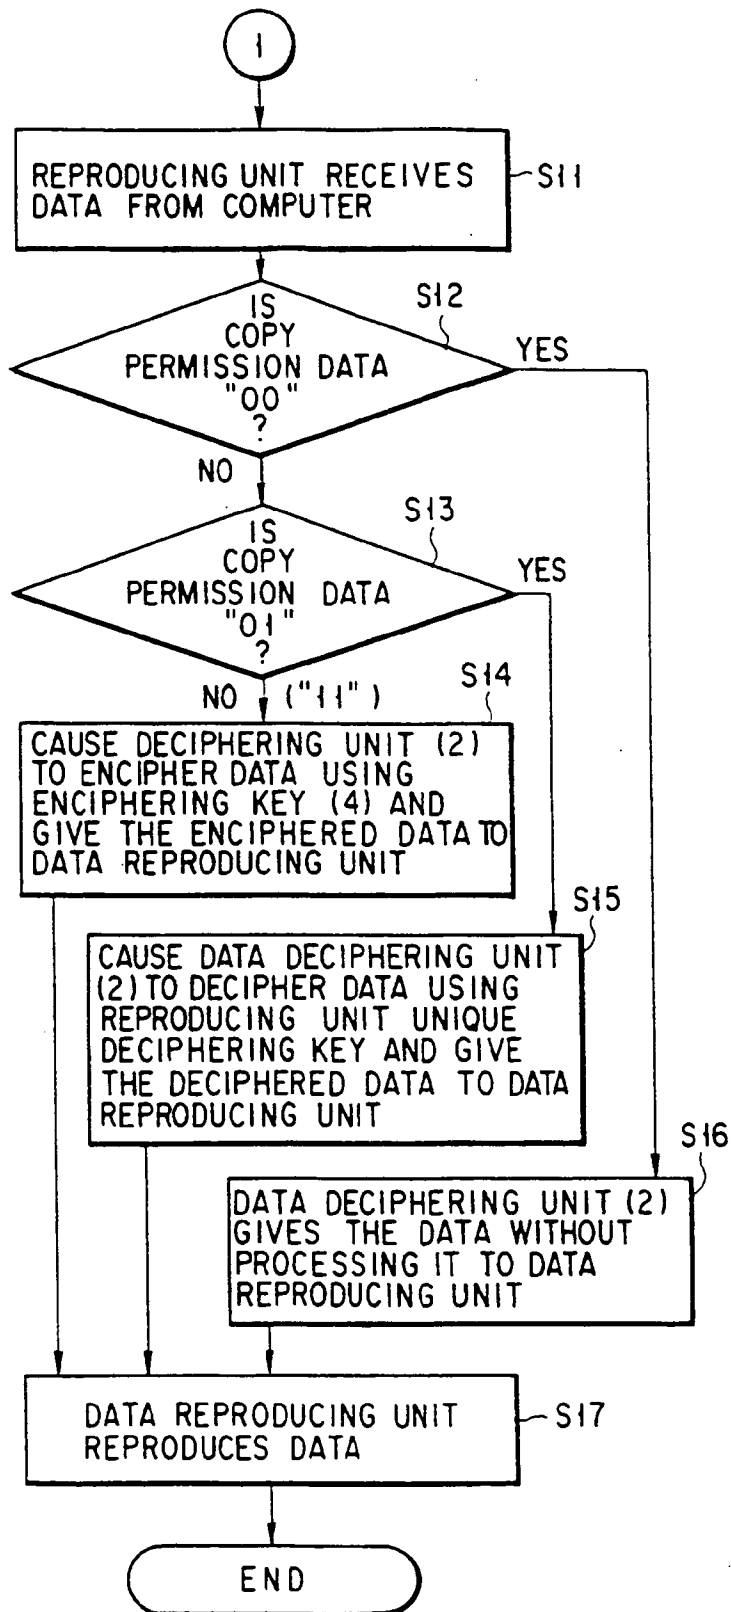 1
REPRODUCING UNIT RECEIVES
DATA FROM COMPUTER
S11
IS
COPY
PERMISSION DATA
"00"
?
S12
YES
NO
IS
COPY
PERMISSION DATA
"01"
?
S13
YES
NO ("11")
S14
CAUSE DECIPHERING UNIT (2)
TO ENCIPHER DATA USING
ENCIPHERING KEY (4) AND
GIVE THE ENCIPHERED DATA TO
DATA REPRODUCING UNIT
S15
CAUSE DATA DECIPHERING UNIT
(2) TO DECIPHER DATA USING
REPRODUCING UNIT UNIQUE
DECIPHERING KEY AND GIVE
THE DECIPHERED DATA TO DATA
REPRODUCING UNIT
S16
DATA DECIPHERING UNIT (2)
GIVES THE DATA WITHOUT
PROCESSING IT TO DATA
REPRODUCING UNIT
DATA REPRODUCING UNIT
REPRODUCES DATA
S17
END